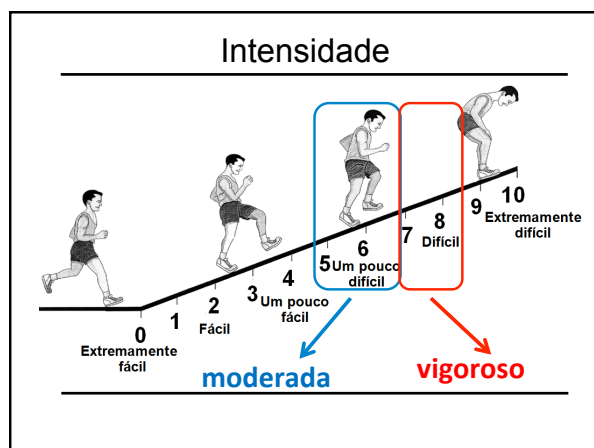 Intensidade
0
Extremamente
fácil
1
2
Fácil
3
Um pouco
fácil
4
5
Um pouco
difícil
6
7
8
Difícil
9
10
Extremamente
difícil
moderada
vigoroso